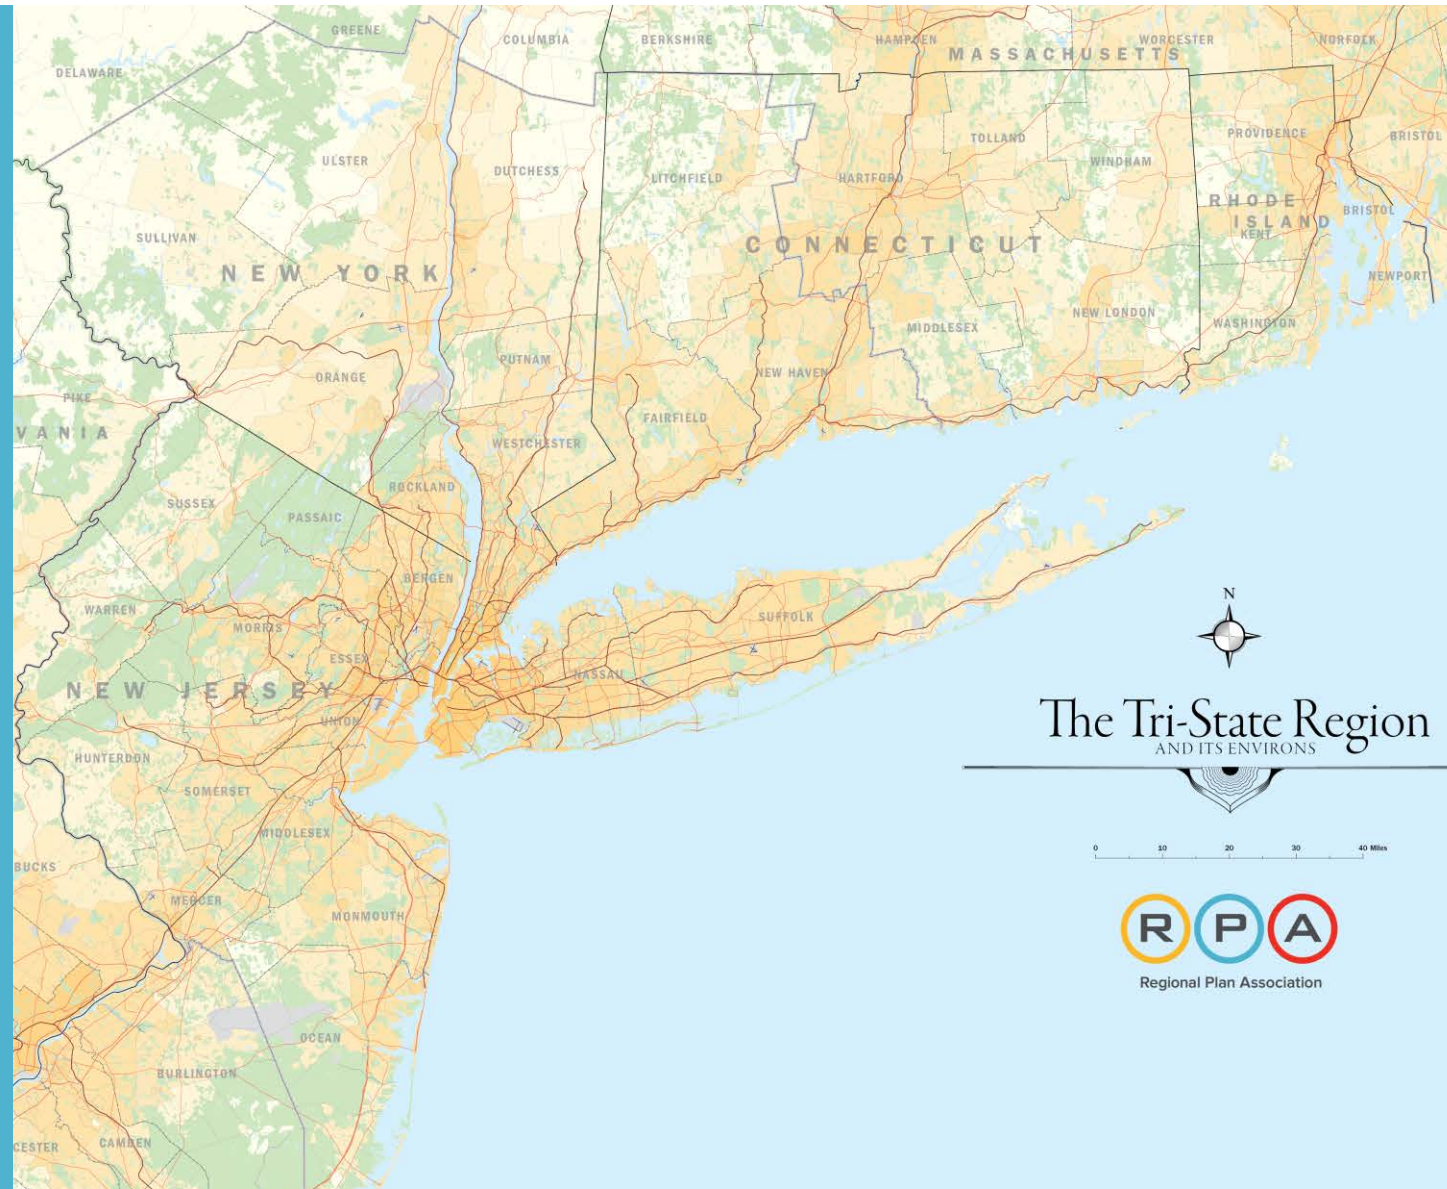 GREENE
COLUMBIA
BERKSHIRE
HAMPDEN
WORCESTER
NORFOLK
MASSACHUSETTS
DELAWARE
TOLLAND
PROVIDENCE
BRISTOL
ULSTER
DUTCHESS
LITCHFIELD
HARTFORD
WINDHAM
RHODE
ISLAND
BRISTOL
KENT
SULLIVAN
CONNECTICUT
NEW YORK
NEWPORT
MIDDLESEX
NEW LONDON
WASHINGTON
PUTNAM
ORANGE
NEW HAVEN
PIKE
FAIRFIELD
VANIA
WESTCHESTER
ROCKLAND
SUSSEX
PASSAIC
BERGEN
WARREN
MORRIS
SUFFOLK
ESSEX
NASSAU
NEW JERSEY
UNION
HUNTERDON
SOMERSET
MIDDLESEX
BUCKS
MERCER
MONMOUTH
OCEAN
BURLINGTON
CAMDEN
CESTER
N
The Tri-State Region
AND ITS ENVIRONS
0 10 20 30 40 Miles
R P A
Regional Plan Association